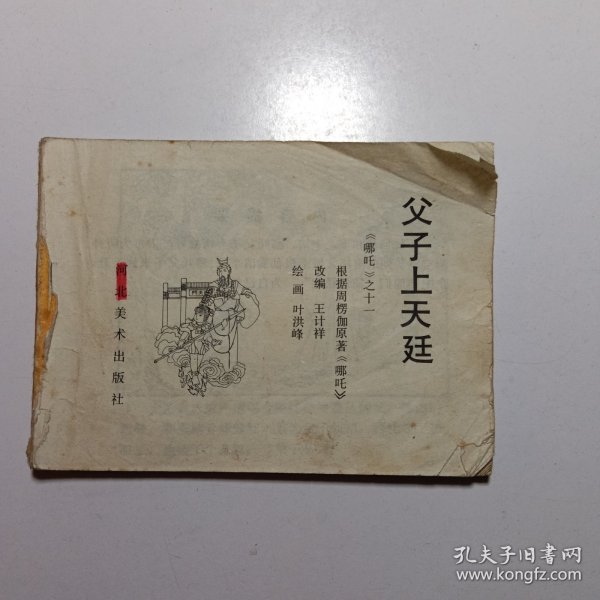 父子上天廷
《哪吒》之十一
根据周楞伽原著《哪吒》
改编 王计祥
绘画 叶洪峰
河北美术出版社
孔夫子旧书网
www.kongfz.com